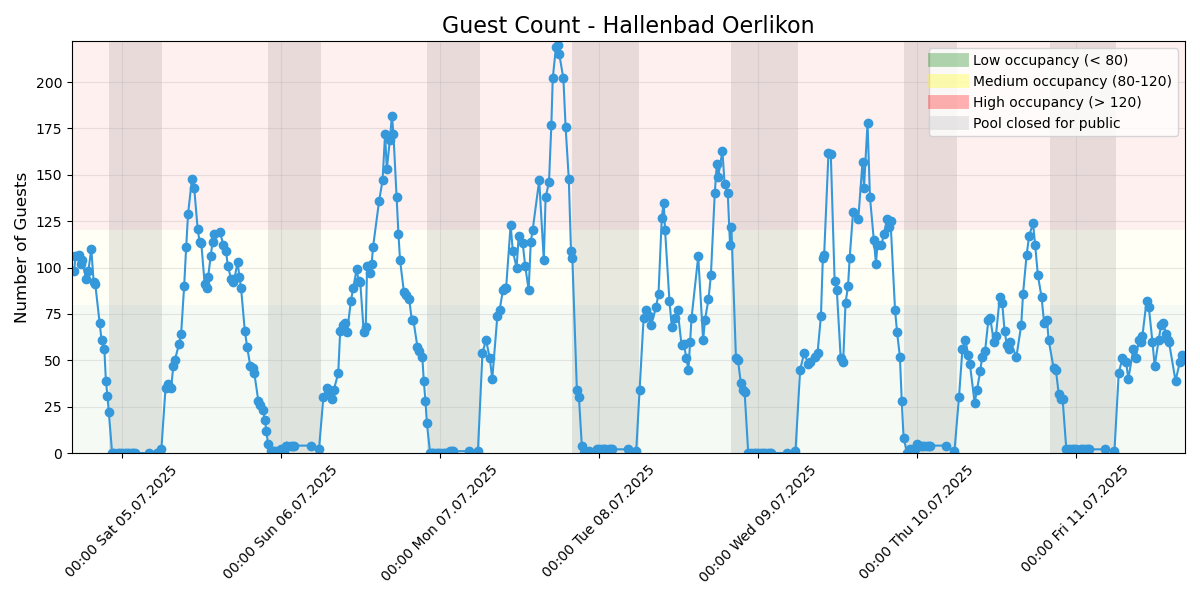 Guest Count - Hallenbad Oerlikon
Low occupancy (< 80)
Medium occupancy (80-120)
High occupancy (> 120)
Pool closed for public
Number of Guests
200
175
150
125
100
75
50
25
0
00:00 Sat 05.07.2025
00:00 Sun 06.07.2025
00:00 Mon 07.07.2025
00:00 Tue 08.07.2025
00:00 Wed 09.07.2025
00:00 Thu 10.07.2025
00:00 Fri 11.07.2025